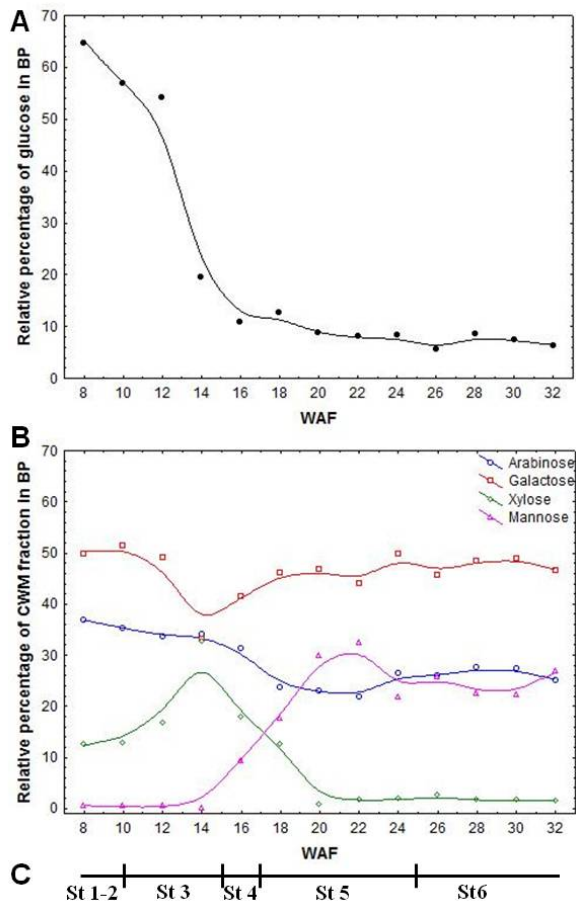 A
Relative percentage of glucose in BP
70
60
50
40
30
20
10
0
8 10 12 14 16 18 20 22 24 26 28 30 32
WAF
B
Relative percentage of CWM fraction in BP
70
60
50
40
30
20
10
0
Arabinose
Galactose
Xylose
Mannose
8 10 12 14 16 18 20 22 24 26 28 30 32
WAF
C
St 1-2 St 3 St 4 St 5 St6